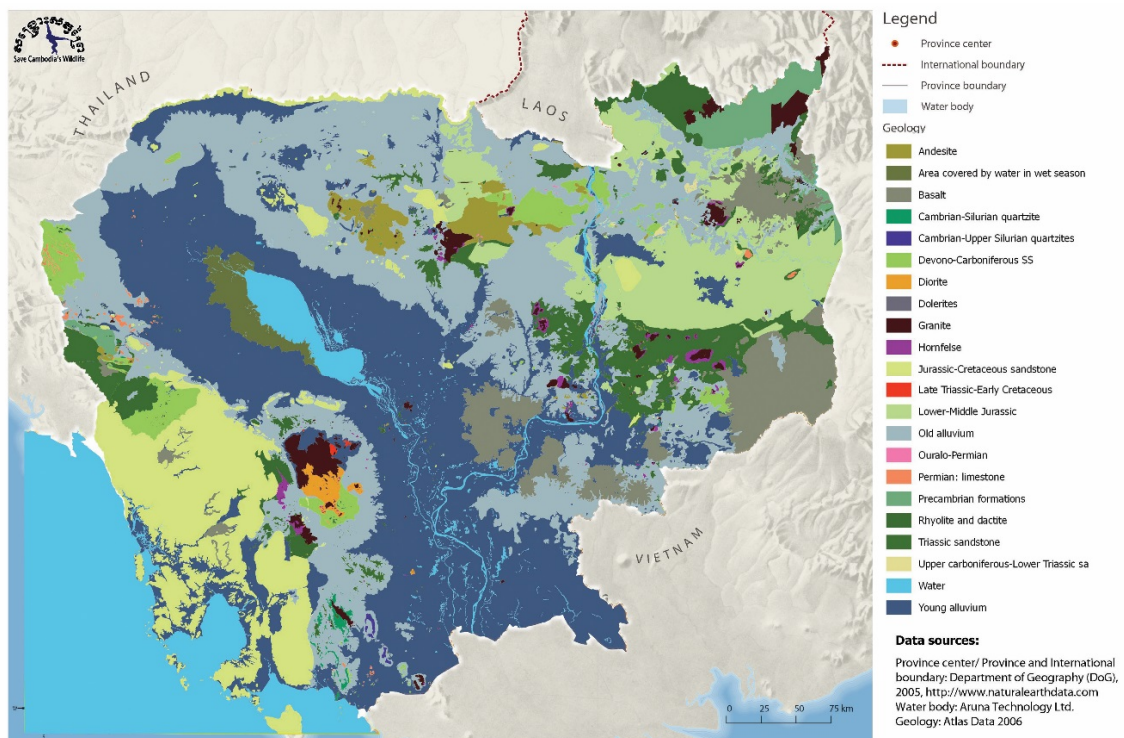 Save Cambodia's Wildlife
THAILAND
LAOS
VIETNAM
0 25 50 75 km
Legend
Province center
International boundary
Province boundary
Water body
Geology
Andesite
Area covered by water in wet season
Basalt
Cambrian-Silurian quartzite
Cambrian-Upper Silurian quartzites
Devono-Carboniferous SS
Diorite
Dolerites
Granite
Hornfelse
Jurassic-Cretaceous sandstone
Late Triassic-Early Cretaceous
Lower-Middle Jurassic
Old alluvium
Ouralo-Permian
Permian: limestone
Precambrian formations
Rhyolite and dactite
Triassic sandstone
Upper carboniferous-Lower Triassic sa
Water
Young alluvium
Data sources:
Province center/ Province and International
boundary: Department of Geography (DoG),
2005, http://www.naturalearthdata.com
Water body: Aruna Technology Ltd.
Geology: Atlas Data 2006